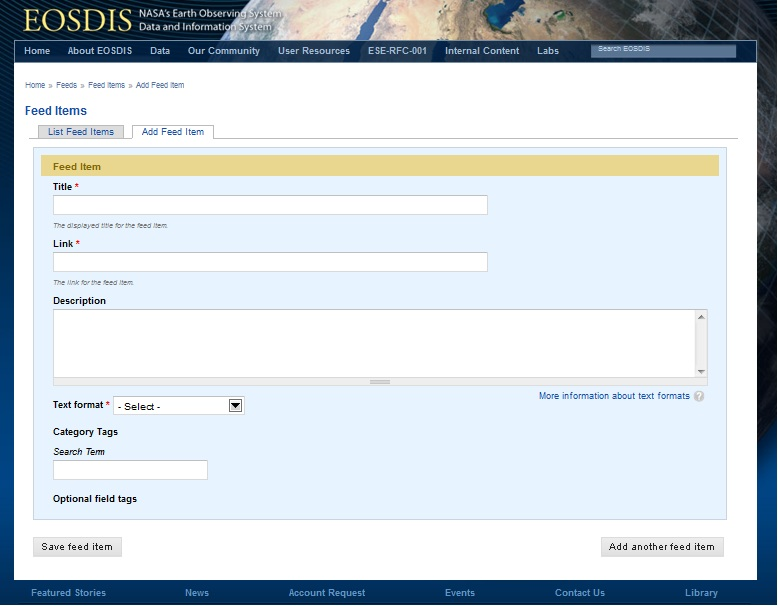 EOSDIS NASA's Earth Observing System
Data and Information System
Home About EOSDIS Data Our Community User Resources ESE-RFC-001 Internal Content Labs Search EOSDIS
Home » Feeds » Feed Items » Add Feed Item
Feed Items
List Feed Items Add Feed Item
Feed Item
Title *
The displayed title for the feed item.
Link *
The link for the feed item.
Description
More information about text formats ?
Text format * - Select -
Category Tags
Search Term
Optional field tags
Save feed item Add another feed item
Featured Stories News Account Request Events Contact Us Library